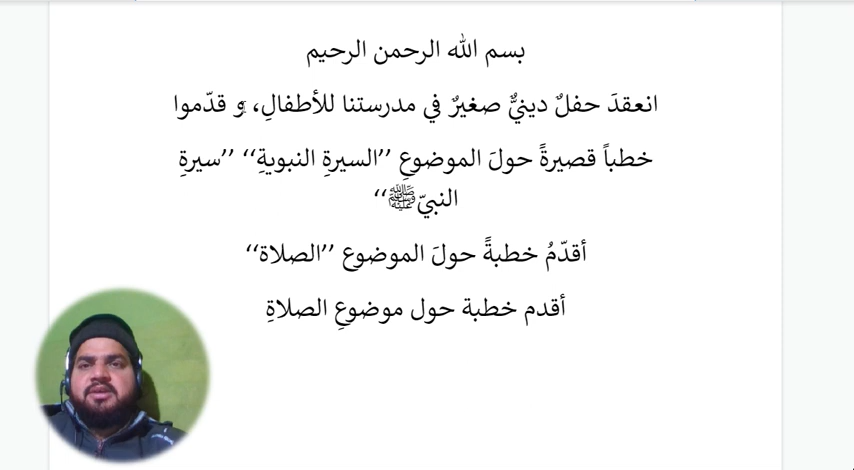 بسم الله الرحمن الرحيم
انعقدَ حفلٌ دينيٌّ صغيرٌ في مدرستنا للأطفالِ، و قدّموا
خطباً قصيرةً حولَ الموضوعِ ’’السيرةِ النبويةِ‘‘ ’’سيرةِ
النبيّ ﷺ‘‘
أقدّمُ خطبةً حولَ الموضوع ’’الصلاة‘‘
أقدم خطبة حول موضوعِ الصلاةِ